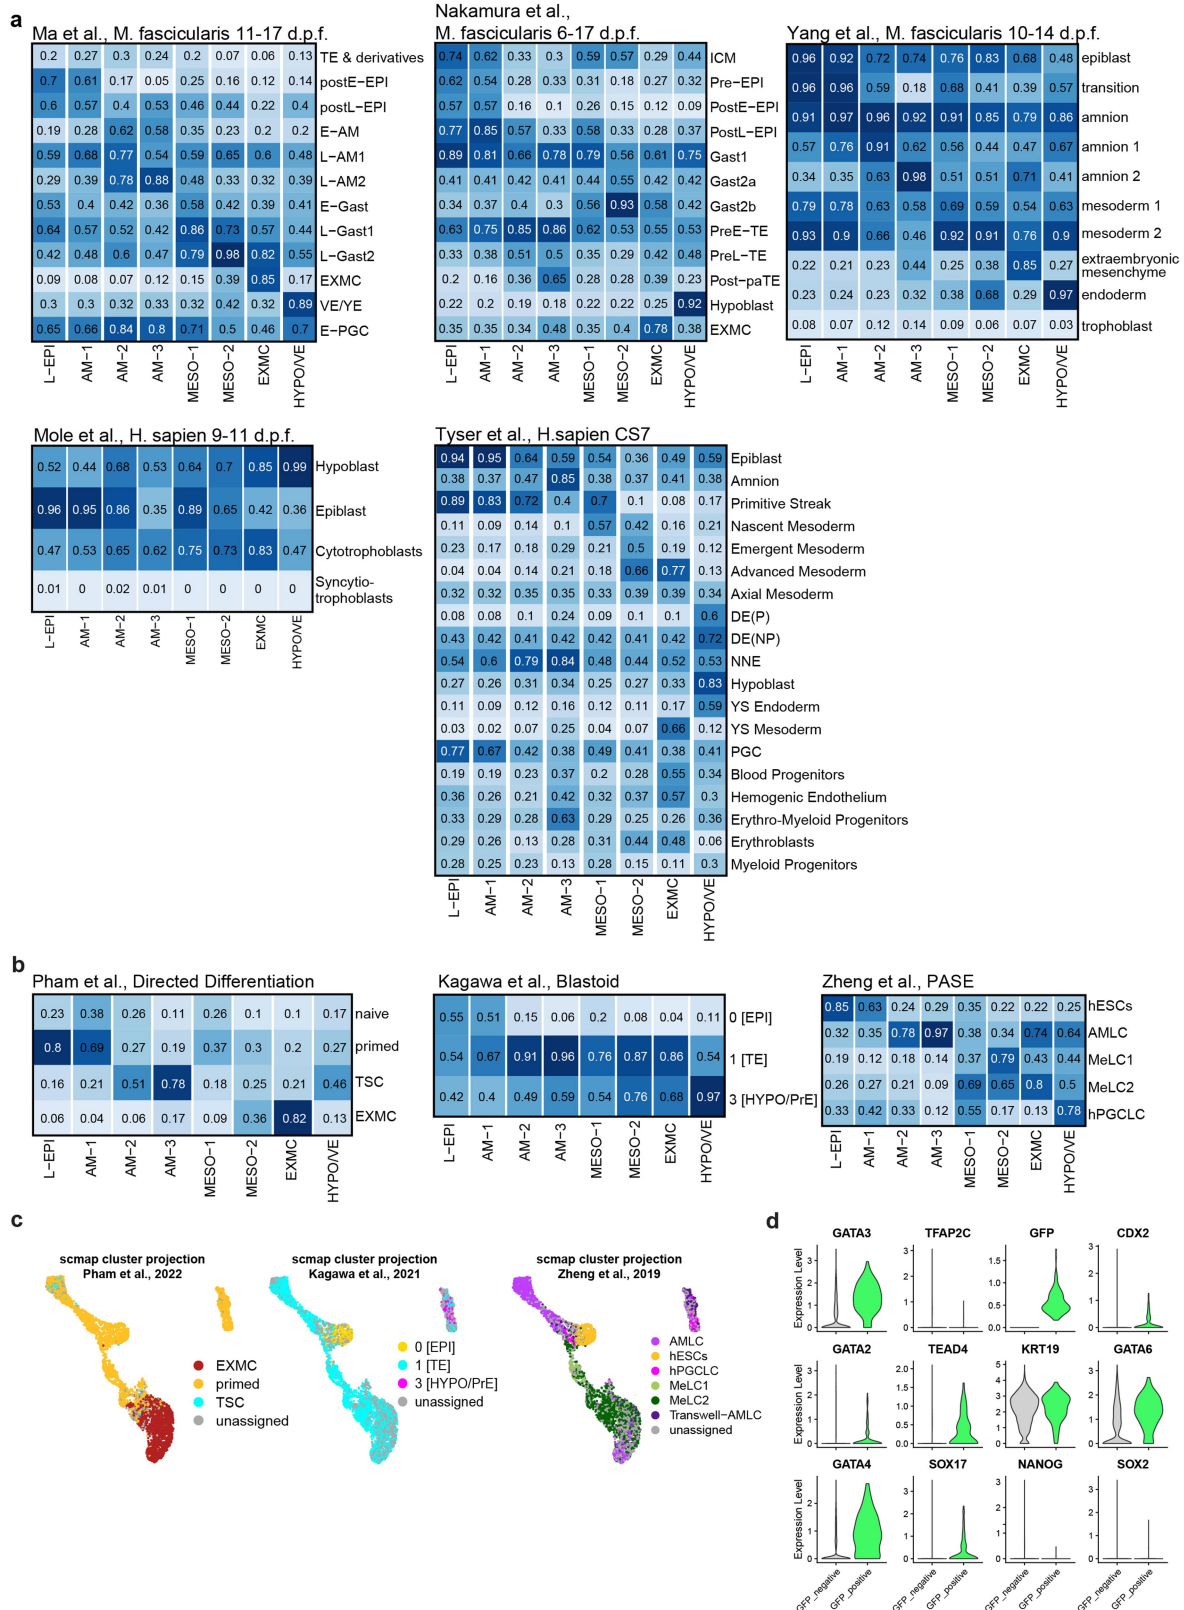 a
Ma et al., M. fascicularis 11-17 d.p.f.
0.2 0.27 0.3 0.24 0.2 0.07 0.06 0.13 TE & derivatives
0.7 0.61 0.17 0.05 0.25 0.16 0.12 0.14 postE-EPI
0.6 0.57 0.4 0.53 0.46 0.44 0.22 0.4 postL-EPI
0.19 0.28 0.62 0.58 0.35 0.23 0.2 0.2 E-AM
0.59 0.68 0.77 0.54 0.59 0.65 0.6 0.48 L-AM1
0.29 0.39 0.78 0.88 0.48 0.33 0.32 0.39 L-AM2
0.53 0.4 0.42 0.36 0.58 0.42 0.39 0.41 E-Gast
0.64 0.57 0.52 0.42 0.86 0.73 0.57 0.44 L-Gast1
0.42 0.48 0.6 0.47 0.79 0.98 0.82 0.55 L-Gast2
0.09 0.08 0.07 0.12 0.15 0.39 0.85 0.17 EXMC
0.3 0.3 0.32 0.33 0.32 0.42 0.32 0.89 VE/YE
0.65 0.66 0.84 0.8 0.71 0.5 0.46 0.7 E-PGC
L-EPI AM-1 AM-2 AM-3 MESO-1 MESO-2 EXMC HYPO/VE
Nakamura et al.,
M. fascicularis 6-17 d.p.f.
0.74 0.62 0.33 0.3 0.59 0.57 0.29 0.44 ICM
0.62 0.54 0.28 0.33 0.31 0.18 0.27 0.32 Pre-EPI
0.57 0.57 0.16 0.1 0.26 0.15 0.12 0.09 PostE-EPI
0.77 0.85 0.57 0.33 0.58 0.33 0.28 0.37 PostL-EPI
0.89 0.81 0.66 0.78 0.79 0.56 0.61 0.75 Gast1
0.41 0.41 0.42 0.41 0.44 0.55 0.42 0.42 Gast2a
0.34 0.37 0.4 0.3 0.56 0.93 0.58 0.42 Gast2b
0.63 0.75 0.85 0.86 0.62 0.53 0.55 0.53 PreE-TE
0.33 0.38 0.51 0.5 0.35 0.29 0.42 0.48 PreL-TE
0.2 0.16 0.36 0.65 0.28 0.28 0.39 0.23 Post-paTE
0.22 0.2 0.19 0.18 0.22 0.22 0.25 0.92 Hypoblast
0.35 0.35 0.34 0.48 0.35 0.4 0.78 0.38 EXMC
L-EPI AM-1 AM-2 AM-3 MESO-1 MESO-2 EXMC HYPO/VE
Yang et al., M. fascicularis 10-14 d.p.f.
0.96 0.92 0.72 0.74 0.76 0.83 0.68 0.48 epiblast
0.96 0.96 0.59 0.18 0.68 0.41 0.39 0.57 transition
0.91 0.97 0.96 0.92 0.91 0.85 0.79 0.86 amnion
0.57 0.76 0.91 0.62 0.56 0.44 0.47 0.67 amnion 1
0.34 0.35 0.63 0.98 0.51 0.51 0.71 0.41 amnion 2
0.79 0.78 0.63 0.58 0.69 0.59 0.54 0.63 mesoderm 1
0.93 0.9 0.66 0.46 0.92 0.91 0.76 0.9 mesoderm 2
0.22 0.21 0.23 0.44 0.25 0.38 0.85 0.27 extraembryonic
mesenchyme
0.23 0.24 0.23 0.32 0.38 0.68 0.29 0.97 endoderm
0.08 0.07 0.12 0.14 0.09 0.06 0.07 0.03 trophoblast
L-EPI AM-1 AM-2 AM-3 MESO-1 MESO-2 EXMC HYPO/VE
Mole et al., H. sapien 9-11 d.p.f.
0.52 0.44 0.68 0.53 0.64 0.7 0.85 0.99 Hypoblast
0.96 0.95 0.86 0.35 0.89 0.65 0.42 0.36 Epiblast
0.47 0.53 0.65 0.62 0.75 0.73 0.83 0.47 Cytotrophoblasts
0.01 0 0.02 0.01 0 0 0 0 Syncytio-
trophoblasts
L-EPI AM-1 AM-2 AM-3 MESO-1 MESO-2 EXMC HYPO/VE
Tyser et al., H.sapien CS7
0.94 0.95 0.64 0.59 0.54 0.36 0.49 0.59 Epiblast
0.38 0.37 0.47 0.85 0.38 0.37 0.41 0.38 Amnion
0.89 0.83 0.72 0.4 0.7 0.1 0.08 0.17 Primitive Streak
0.11 0.09 0.14 0.1 0.57 0.42 0.16 0.21 Nascent Mesoderm
0.23 0.17 0.18 0.29 0.21 0.5 0.19 0.12 Emergent Mesoderm
0.04 0.04 0.14 0.21 0.18 0.66 0.77 0.13 Advanced Mesoderm
0.32 0.32 0.35 0.35 0.33 0.39 0.39 0.34 Axial Mesoderm
0.08 0.08 0.1 0.24 0.09 0.1 0.1 0.6 DE(P)
0.43 0.42 0.41 0.42 0.42 0.41 0.42 0.72 DE(NP)
0.54 0.6 0.79 0.84 0.48 0.44 0.52 0.53 NNE
0.27 0.26 0.31 0.34 0.25 0.27 0.33 0.83 Hypoblast
0.11 0.09 0.12 0.16 0.12 0.11 0.17 0.59 YS Endoderm
0.03 0.02 0.07 0.25 0.04 0.07 0.66 0.12 YS Mesoderm
0.77 0.67 0.42 0.38 0.49 0.41 0.38 0.41 PGC
0.19 0.19 0.23 0.37 0.2 0.28 0.55 0.34 Blood Progenitors
0.36 0.26 0.21 0.42 0.32 0.37 0.57 0.3 Hemogenic Endothelium
0.33 0.29 0.28 0.63 0.29 0.25 0.26 0.36 Erythro-Myeloid Progenitors
0.29 0.26 0.13 0.28 0.31 0.44 0.48 0.06 Erythroblasts
0.28 0.25 0.23 0.13 0.28 0.15 0.11 0.3 Myeloid Progenitors
L-EPI AM-1 AM-2 AM-3 MESO-1 MESO-2 EXMC HYPO/VE
b
Pham et al., Directed Differentiation
0.23 0.38 0.26 0.11 0.26 0.1 0.1 0.17 naive
0.8 0.69 0.27 0.19 0.37 0.3 0.2 0.27 primed
0.16 0.21 0.51 0.78 0.18 0.25 0.21 0.46 TSC
0.06 0.04 0.06 0.17 0.09 0.36 0.82 0.13 EXMC
L-EPI AM-1 AM-2 AM-3 MESO-1 MESO-2 EXMC HYPO/VE
Kagawa et al., Blastoid
0.55 0.51 0.15 0.06 0.2 0.08 0.04 0.11 0 [EPI]
0.54 0.67 0.91 0.96 0.76 0.87 0.86 0.54 1 [TE]
0.42 0.4 0.49 0.59 0.54 0.76 0.68 0.97 3 [HYPO/PrE]
L-EPI AM-1 AM-2 AM-3 MESO-1 MESO-2 EXMC HYPO/VE
Zheng et al., PASE
0.85 0.63 0.24 0.29 0.35 0.22 0.22 0.25 hESCs
0.32 0.35 0.78 0.97 0.38 0.34 0.74 0.64 AMLC
0.19 0.12 0.18 0.14 0.37 0.79 0.43 0.44 MeLC1
0.26 0.27 0.21 0.09 0.69 0.65 0.8 0.5 MeLC2
0.33 0.42 0.33 0.12 0.55 0.17 0.13 0.78 hPGCLC
L-EPI AM-1 AM-2 AM-3 MESO-1 MESO-2 EXMC HYPO/VE
c
scmap cluster projection
Pham et al., 2022
EXMC
primed
TSC
unassigned
scmap cluster projection
Kagawa et al., 2021
0 [EPI]
1 [TE]
3 [HYPO/PrE]
unassigned
scmap cluster projection
Zheng et al., 2019
AMLC
hESCs
hPGCLC
MeLC1
MeLC2
Transwell-AMLC
unassigned
d
GATA3 TFAP2C GFP CDX2
Expression Level
3 2 1 0
3 2 1 0
1.5 1.0 0.5 0.0
3 2 1 0
GATA2 TEAD4 KRT19 GATA6
Expression Level
3 2 1 0
2.0 1.5 1.0 0.5 0.0
5 4 3 2 1 0
3 2 1 0
GATA4 SOX17 NANOG SOX2
Expression Level
2 1 0
3 2 1 0
3 2 1 0
3 2 1 0
GFP_negative GFP_positive GFP_negative GFP_positive GFP_negative GFP_positive GFP_negative GFP_positive